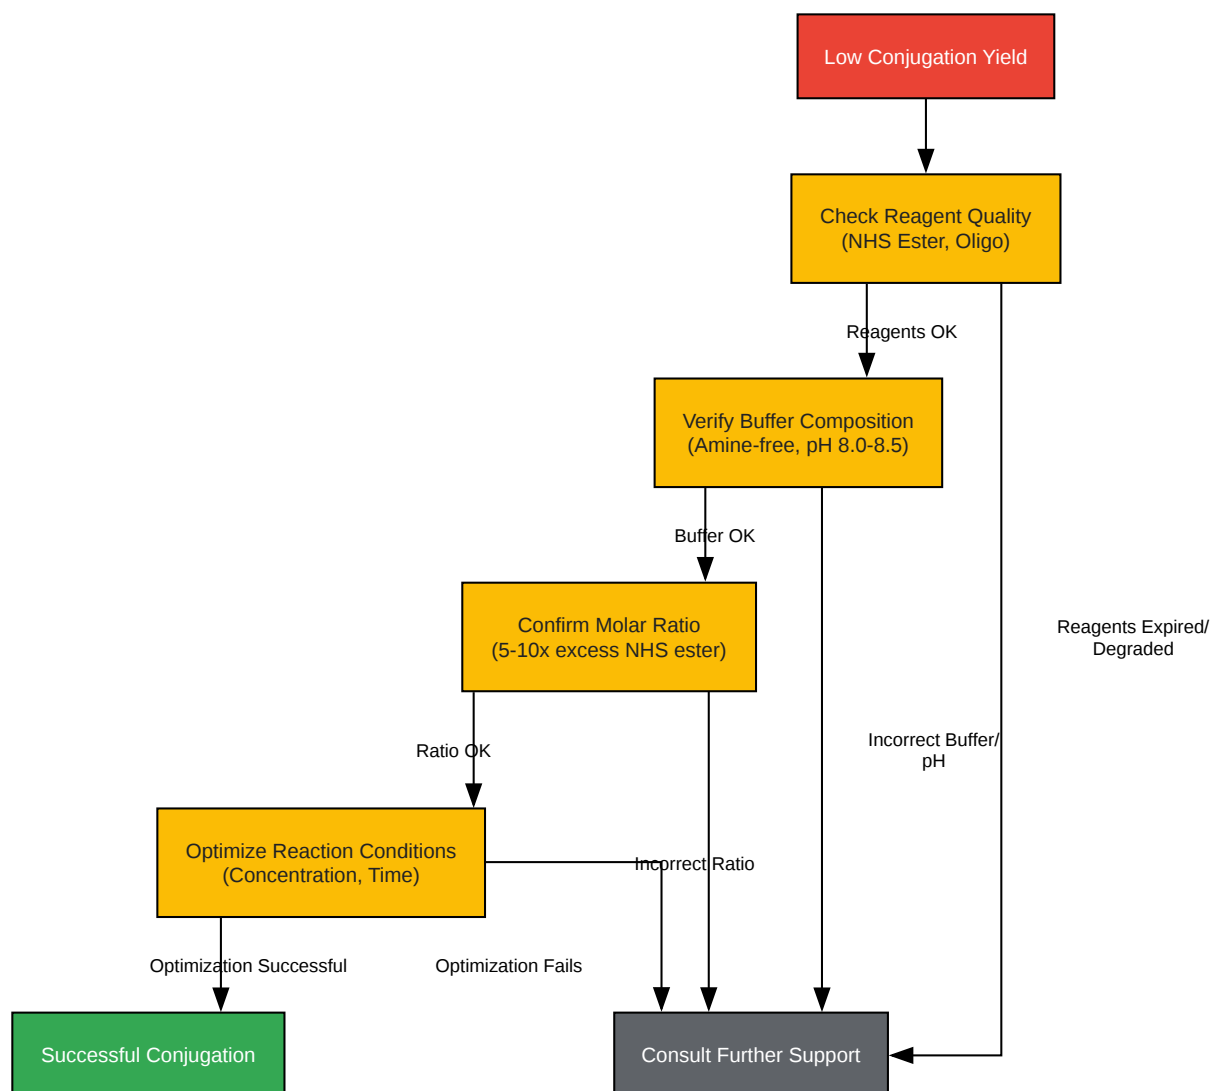 Low Conjugation Yield
Check Reagent Quality
(NHS Ester, Oligo)
Reagents OK
Verify Buffer Composition
(Amine-free, pH 8.0-8.5)
Buffer OK
Confirm Molar Ratio
(5-10x excess NHS ester)
Reagents Expired/
Degraded
Ratio OK
Incorrect Buffer/
pH
Optimize Reaction Conditions
(Concentration, Time)
Incorrect Ratio
Optimization Successful
Optimization Fails
Successful Conjugation
Consult Further Support